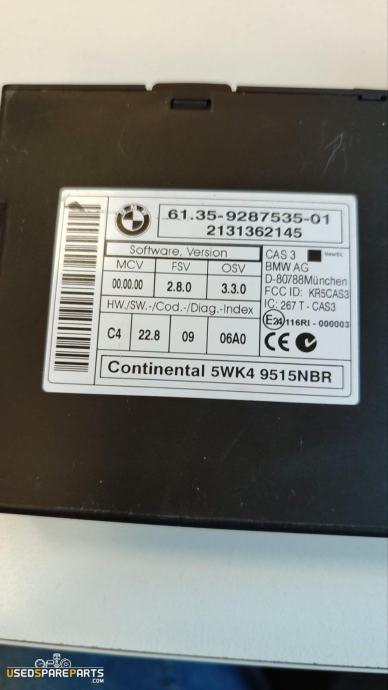 BMW
61.35-9287535-01
2131362145
Software, Version
MCV FSV OSV
00.00.00 2.8.0 3.3.0
HW./SW.-/Cod.-/Diag.-Index
C4 22.8 09 06A0
CAS 3
BMW AG
D-80788München
FCC ID: KR5CAS3
IC: 267 T - CAS3
E24 116RI - 000003
CE
Continental 5WK4 9515NBR
USEDSPAREPARTS
.COM